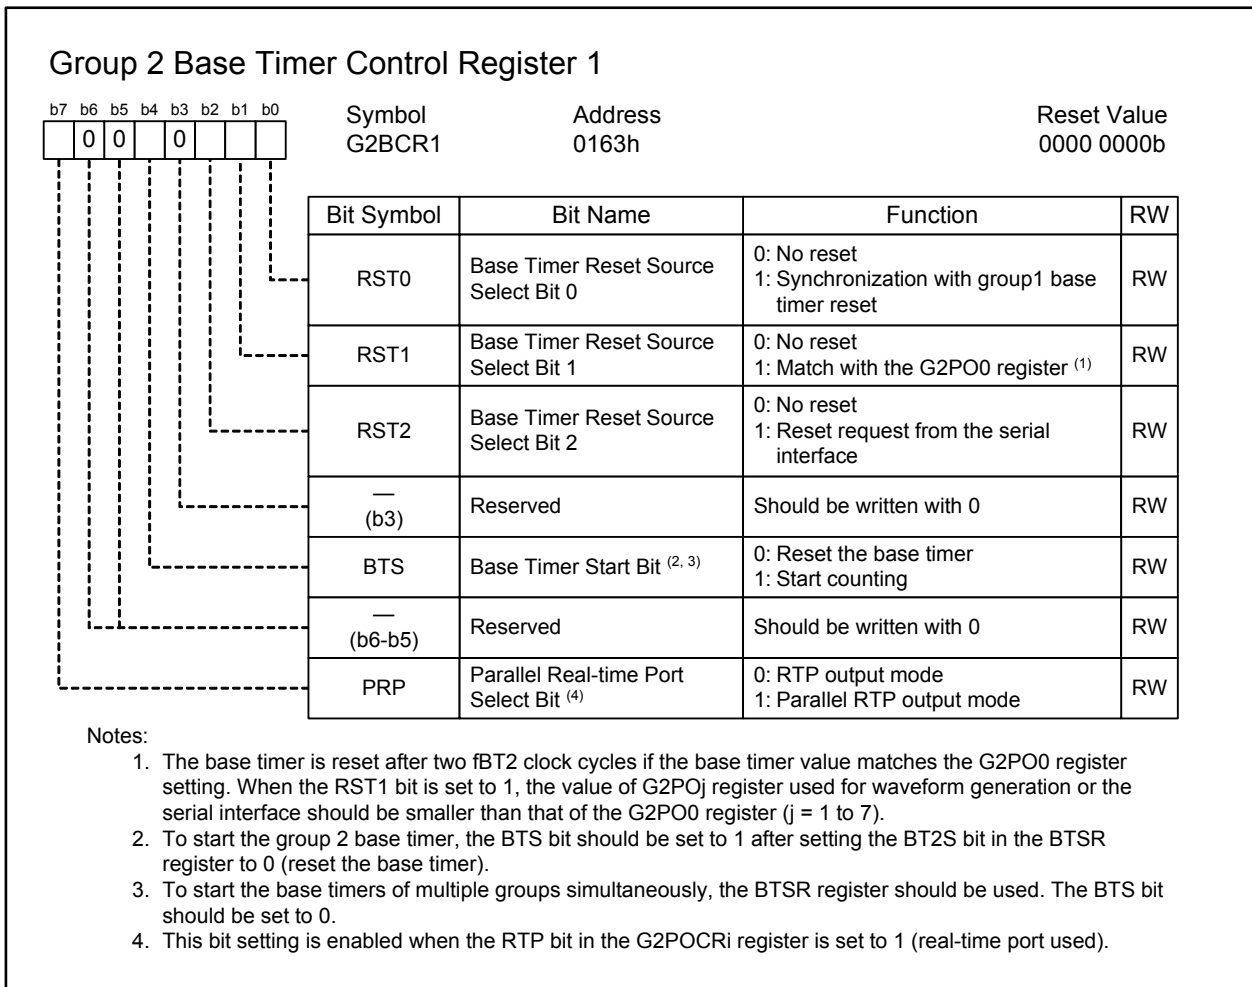 Group 2 Base Timer Control Register 1
b7 b6 b5 b4 b3 b2 b1 b0
0 0 0
Symbol Address Reset Value
G2BCR1 0163h 0000 0000b
Bit Symbol Bit Name Function RW
RST0
Base Timer Reset Source
Select Bit 0
0: No reset
1: Synchronization with group1 base
timer reset
RW
RST1
Base Timer Reset Source
Select Bit 1
0: No reset
1: Match with the G2PO0 register (1)
RW
RST2
Base Timer Reset Source
Select Bit 2
0: No reset
1: Reset request from the serial
interface
RW
—
(b3)
Reserved
Should be written with 0
RW
BTS
Base Timer Start Bit (2, 3)
0: Reset the base timer
1: Start counting
RW
—
(b6-b5)
Reserved
Should be written with 0
RW
PRP
Parallel Real-time Port
Select Bit (4)
0: RTP output mode
1: Parallel RTP output mode
RW
Notes:
1. The base timer is reset after two fBT2 clock cycles if the base timer value matches the G2PO0 register
setting. When the RST1 bit is set to 1, the value of G2POj register used for waveform generation or the
serial interface should be smaller than that of the G2PO0 register (j = 1 to 7).
2. To start the group 2 base timer, the BTS bit should be set to 1 after setting the BT2S bit in the BTSR
register to 0 (reset the base timer).
3. To start the base timers of multiple groups simultaneously, the BTSR register should be used. The BTS bit
should be set to 0.
4. This bit setting is enabled when the RTP bit in the G2POCRi register is set to 1 (real-time port used).